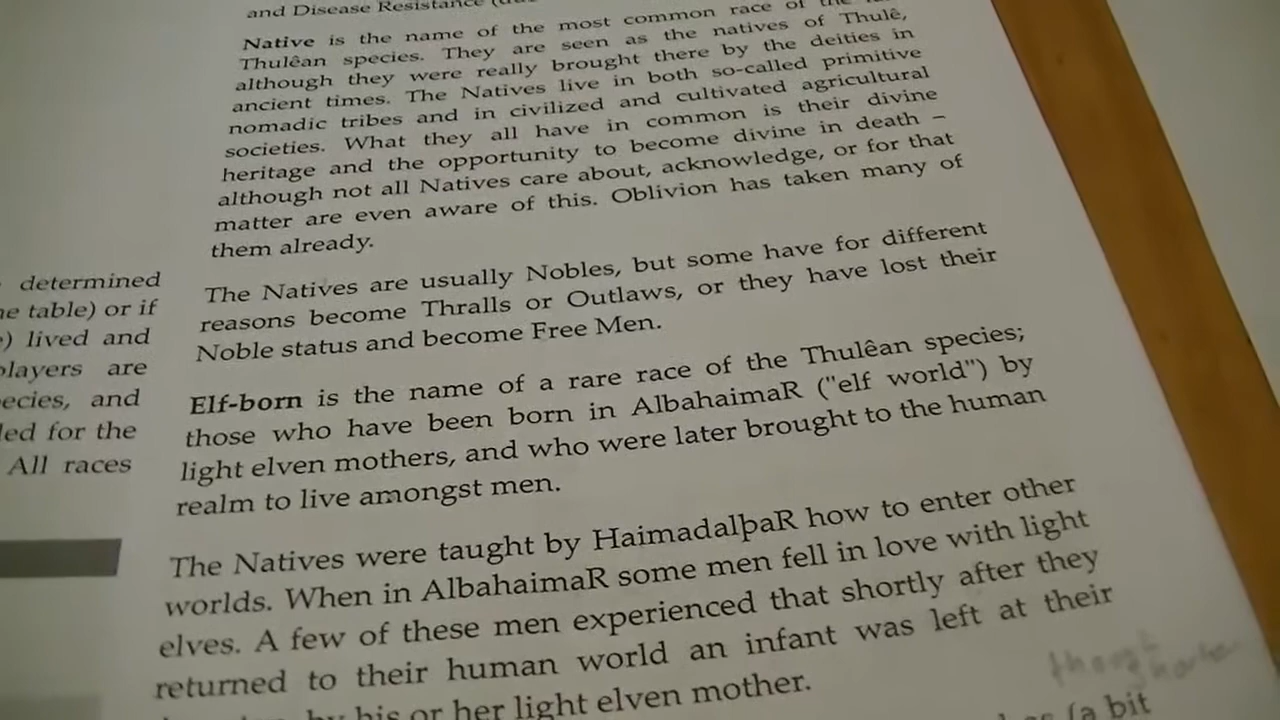 and Disease Resistance
Native is the name of the most common race of the
Thulêan species. They are seen as the natives of Thulê,
although they were really brought there by the deities in
ancient times. The Natives live in both so-called primitive
nomadic tribes and in civilized and cultivated agricultural
societies. What they all have in common is their divine
heritage and the opportunity to become divine in death –
although not all Natives care about, acknowledge, or for that
matter are even aware of this. Oblivion has taken many of
them already.
The Natives are usually Nobles, but some have for different
reasons become Thralls or Outlaws, or they have lost their
Noble status and become Free Men.
Elf-born is the name of a rare race of the Thulêan species;
those who have been born in AlbahaimaR ("elf world") by
light elven mothers, and who were later brought to the human
realm to live amongst men.
The Natives were taught by HaimadalþaR how to enter other
worlds. When in AlbahaimaR some men fell in love with light
elves. A few of these men experienced that shortly after they
returned to their human world an infant was left at their
by his or her light elven mother.
(a bit
determined
table) or if
lived and
players are
and
for the
All races